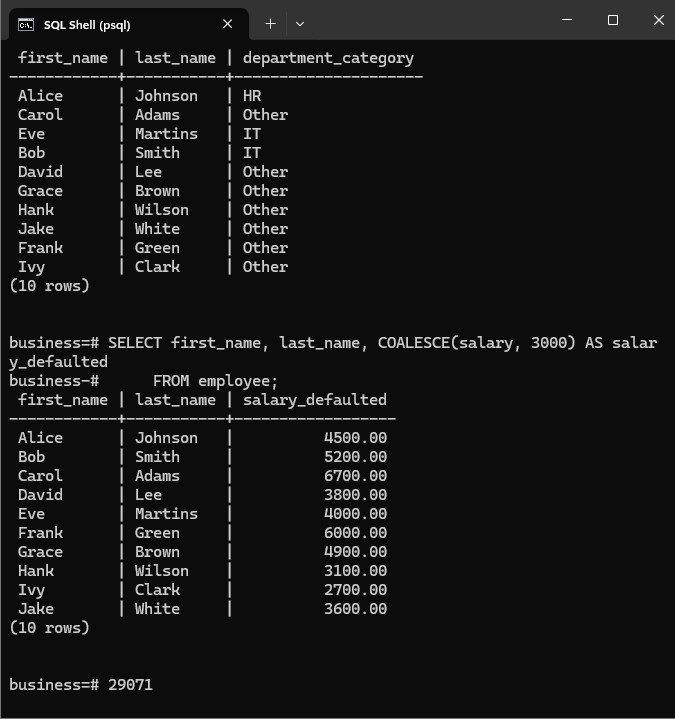 SQL Shell (psql)
first_name | last_name | department_category
------------+-----------+---------------------
Alice | Johnson | HR
Carol | Adams | Other
Eve | Martins | IT
Bob | Smith | IT
David | Lee | Other
Grace | Brown | Other
Hank | Wilson | Other
Jake | White | Other
Frank | Green | Other
Ivy | Clark | Other
(10 rows)
business=# SELECT first_name, last_name, COALESCE(salary, 3000) AS salar
y_defaulted
business-# FROM employee;
first_name | last_name | salary_defaulted
------------+-----------+------------------
Alice | Johnson | 4500.00
Bob | Smith | 5200.00
Carol | Adams | 6700.00
David | Lee | 3800.00
Eve | Martins | 4000.00
Frank | Green | 6000.00
Grace | Brown | 4900.00
Hank | Wilson | 3100.00
Ivy | Clark | 2700.00
Jake | White | 3600.00
(10 rows)
business=# 29071